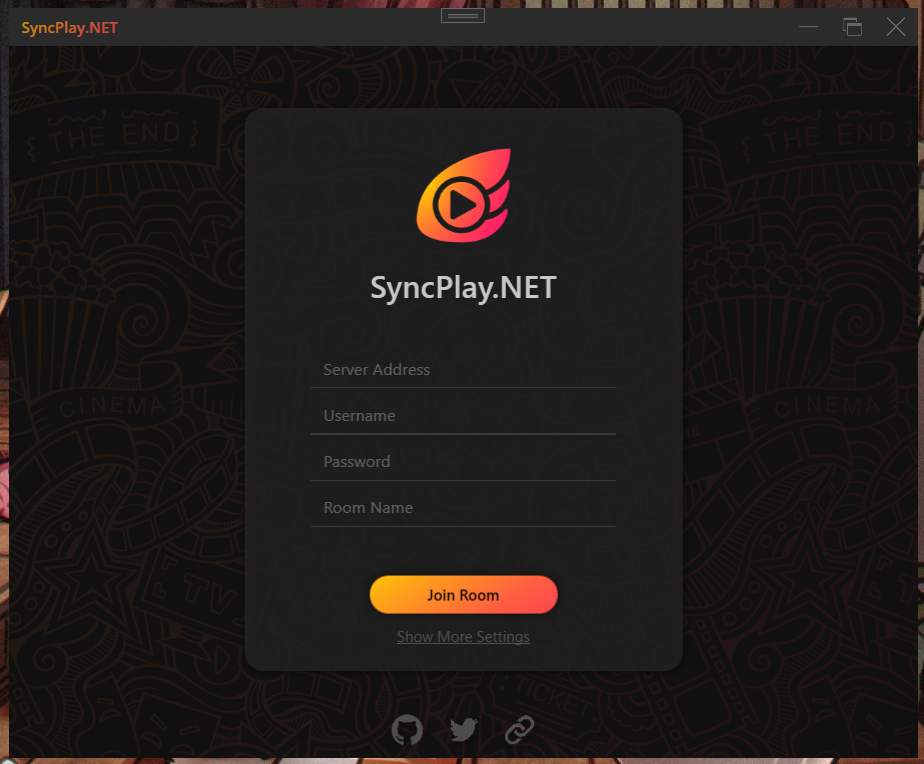 SyncPlay.NET
THE END
THE END
SyncPlay.NET
Server Address
CINEMA
CINEMA
Username
Password
Room Name
TV
Join Room
Show More Settings
TICKET